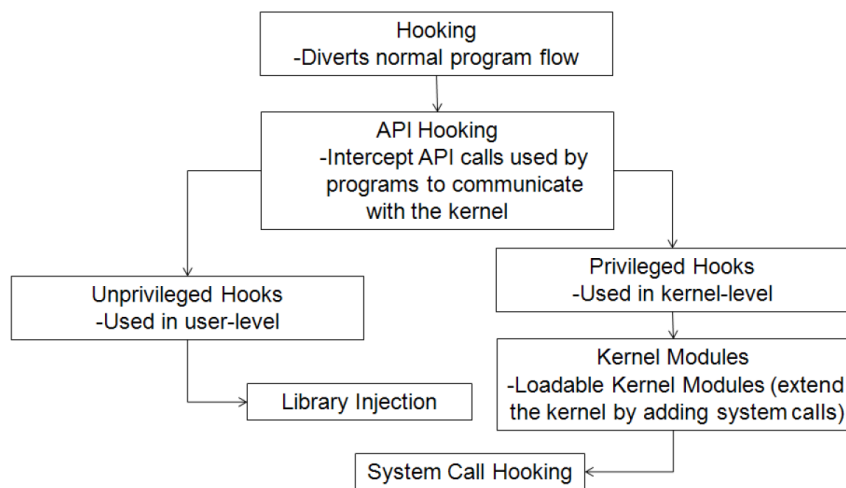 Hooking
-Diverts normal program flow
API Hooking
-Intercept API calls used by
programs to communicate
with the kernel
Unprivileged Hooks
-Used in user-level
Library Injection
Privileged Hooks
-Used in kernel-level
Kernel Modules
-Loadable Kernel Modules (extend
the kernel by adding system calls)
System Call Hooking